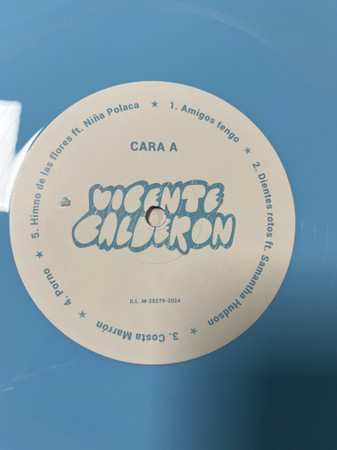 CARA A
VICENTE
CALDERON
1. Amigos tengo
★ 2. Dientes rotos ft. Samantha Hudson
★ 3. Costa Marrón
★ 4. Porno
★ 5. Himno de las flores ft. Niña Polaca ★
D.L. M-25279-2024